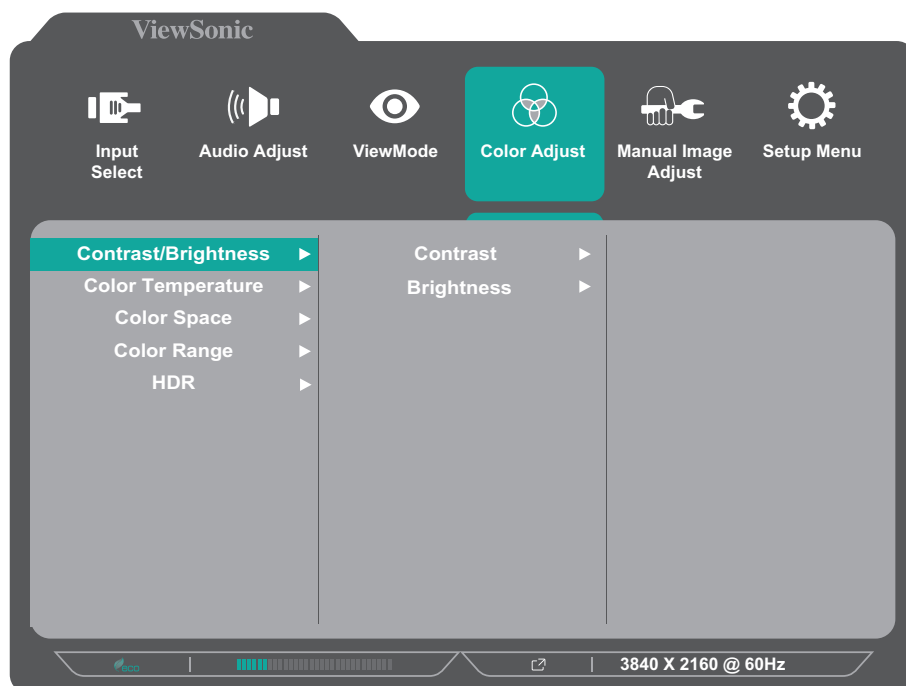 ViewSonic
Input
Select
Audio Adjust
ViewMode
Color Adjust
Manual Image
Adjust
Setup Menu
Contrast/Brightness
Color Temperature
Color Space
Color Range
HDR
Contrast
Brightness
eco
3840 X 2160 @ 60Hz